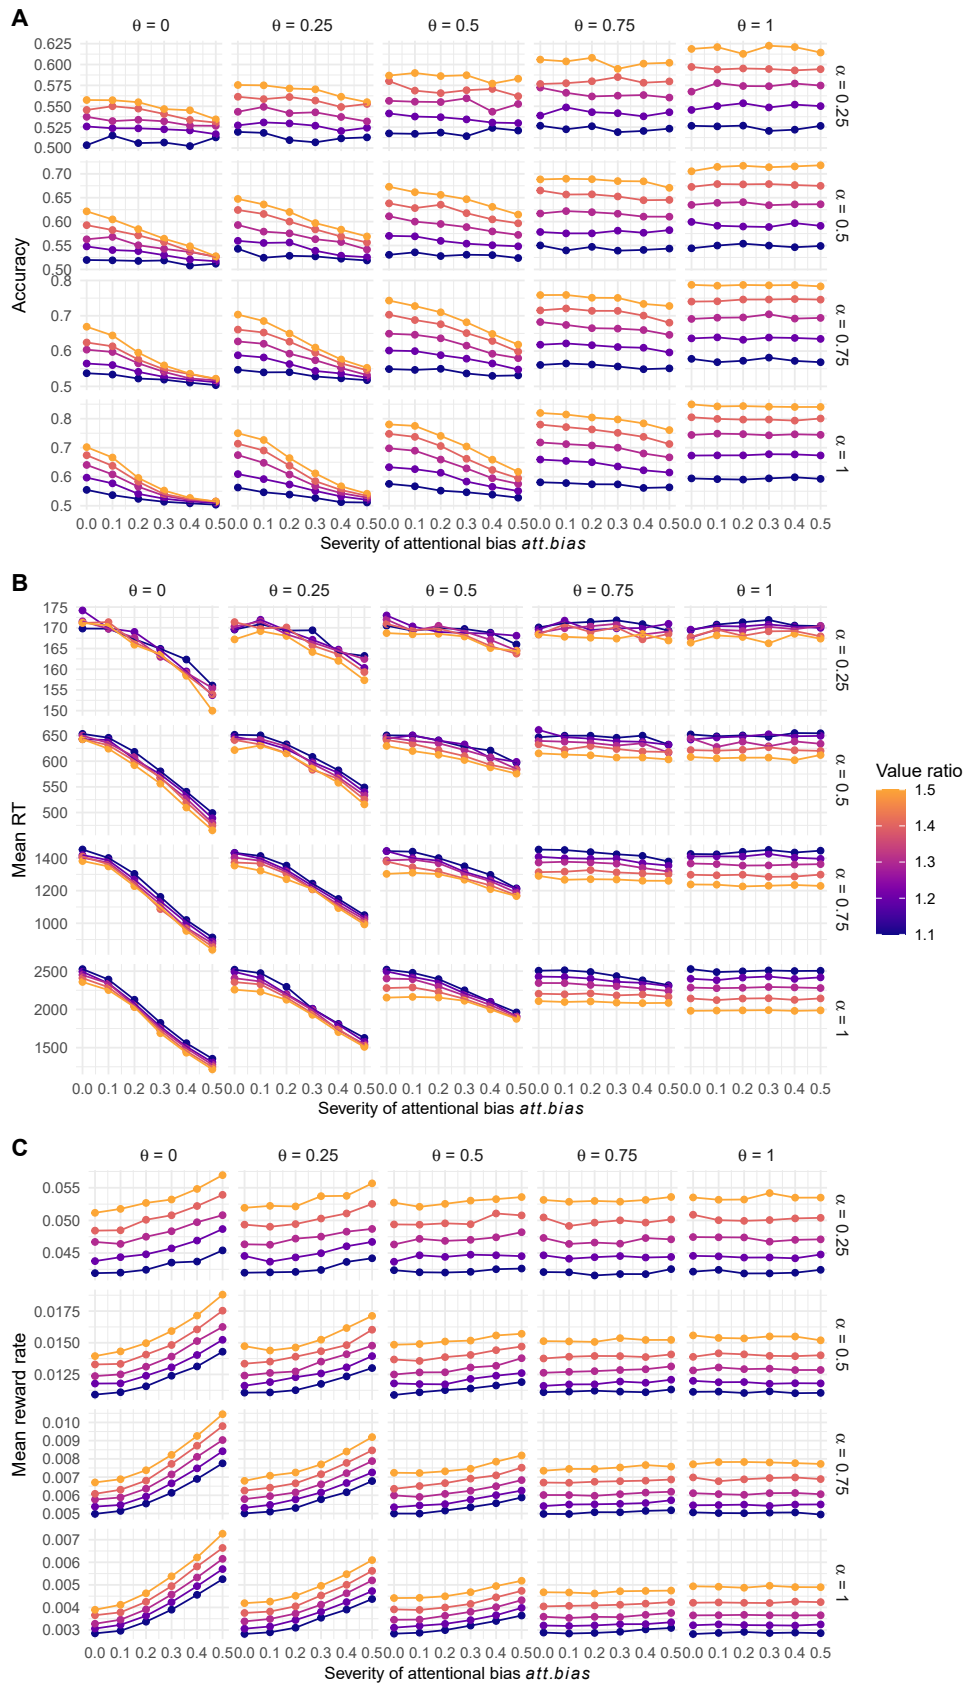 A
θ = 0 θ = 0.25 θ = 0.5 θ = 0.75 θ = 1
0.625
0.600
0.575
0.550
0.525
0.500
α = 0.25
0.70
0.65
0.60
0.55
0.50
α = 0.5
Accuracy
0.8
0.7
0.6
0.5
α = 0.75
0.8
0.7
0.6
0.5
α = 1
0.0 0.1 0.2 0.3 0.4 0.5 0.0 0.1 0.2 0.3 0.4 0.5 0.0 0.1 0.2 0.3 0.4 0.5 0.0 0.1 0.2 0.3 0.4 0.5 0.0 0.1 0.2 0.3 0.4 0.5
Severity of attentional bias att.bias
B
θ = 0 θ = 0.25 θ = 0.5 θ = 0.75 θ = 1
175
170
165
160
155
150
α = 0.25
650
600
550
500
α = 0.5
Mean RT
1400
1200
1000
α = 0.75
2500
2000
1500
α = 1
0.0 0.1 0.2 0.3 0.4 0.5 0.0 0.1 0.2 0.3 0.4 0.5 0.0 0.1 0.2 0.3 0.4 0.5 0.0 0.1 0.2 0.3 0.4 0.5 0.0 0.1 0.2 0.3 0.4 0.5
Severity of attentional bias att.bias
Value ratio
1.5
1.4
1.3
1.2
1.1
C
θ = 0 θ = 0.25 θ = 0.5 θ = 0.75 θ = 1
0.055
0.050
0.045
α = 0.25
0.0175
0.0150
0.0125
α = 0.5
Mean reward rate
0.010
0.009
0.008
0.007
0.006
0.005
α = 0.75
0.007
0.006
0.005
0.004
0.003
α = 1
0.0 0.1 0.2 0.3 0.4 0.5 0.0 0.1 0.2 0.3 0.4 0.5 0.0 0.1 0.2 0.3 0.4 0.5 0.0 0.1 0.2 0.3 0.4 0.5 0.0 0.1 0.2 0.3 0.4 0.5
Severity of attentional bias att.bias